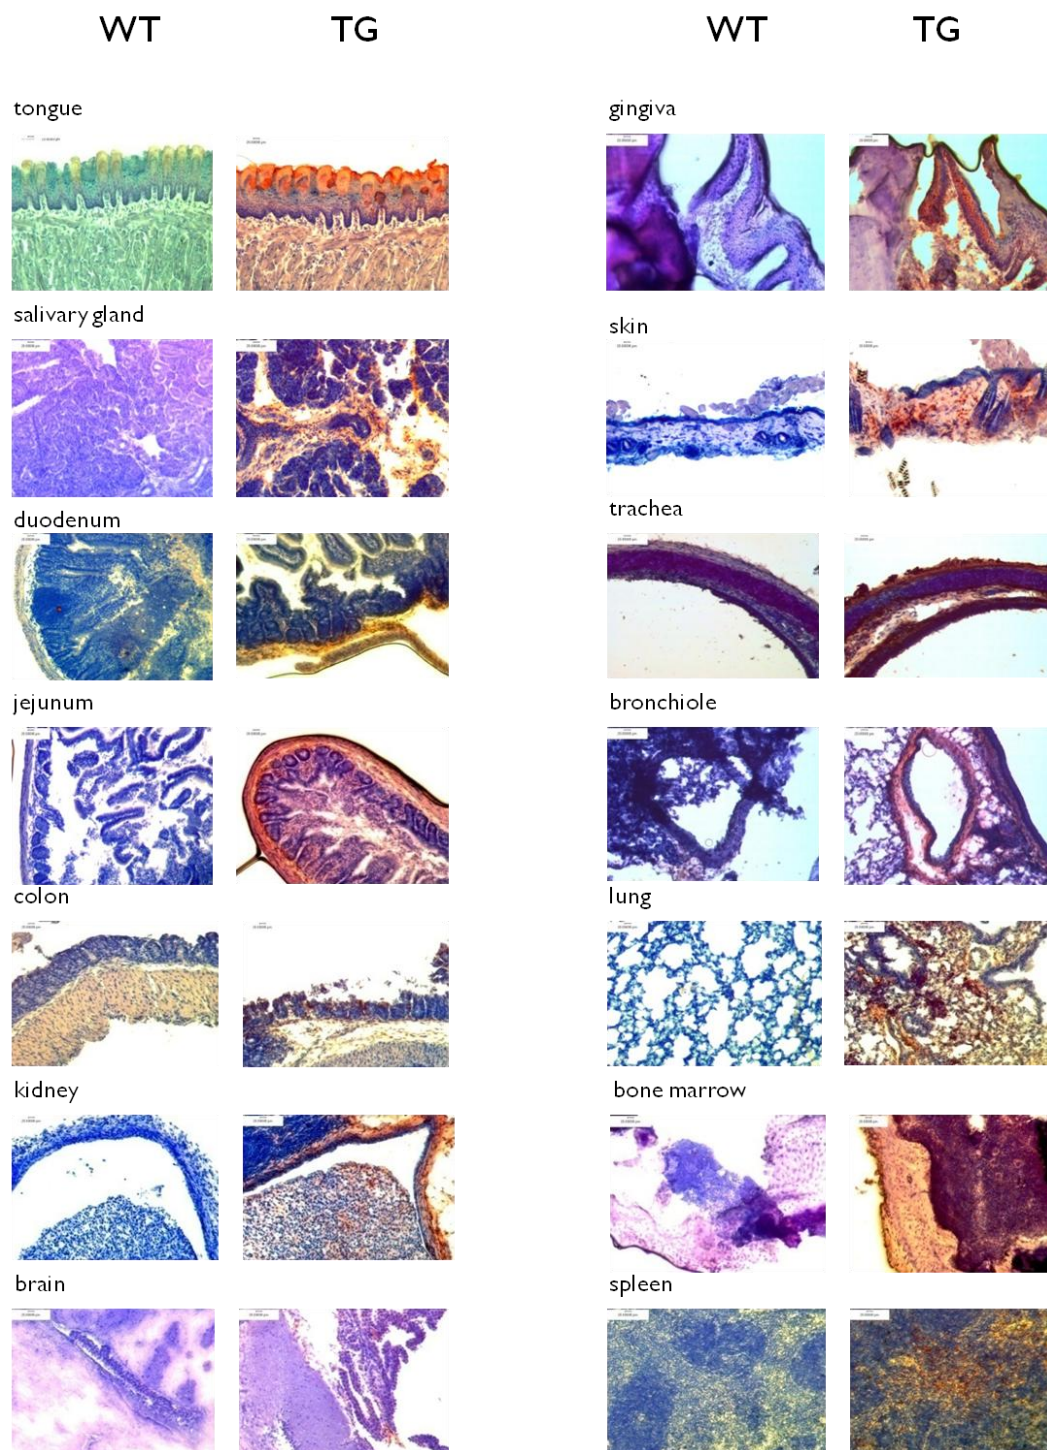 WT TG WT TG
tongue
gingiva
salivary gland
skin
duodenum
trachea
jejunum
bronchiole
colon
lung
kidney
bone marrow
brain
spleen